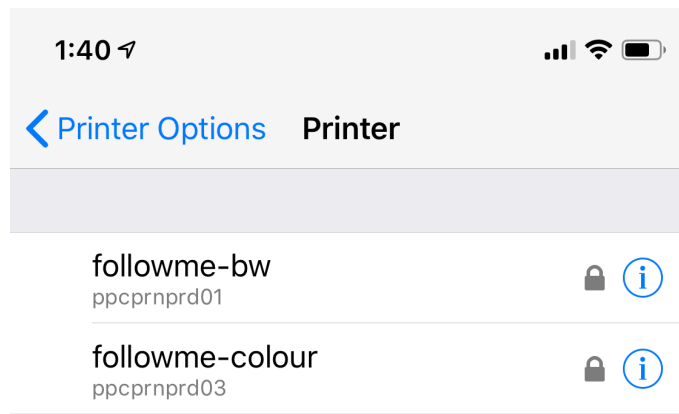 1:40
Printer Options Printer
followme-bw
ppcprnprd01
followme-colour
ppcprnprd03